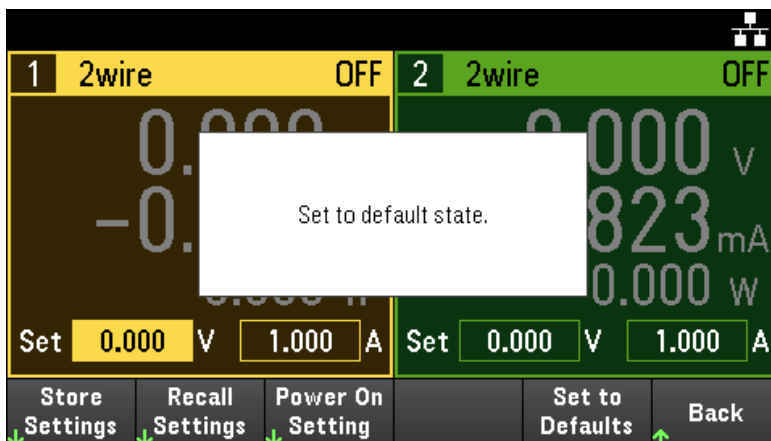 1 2wire OFF 2 2wire OFF
0.000 V
823 mA
0.000 W
Set to default state.
Set 0.000 V 1.000 A Set 0.000 V 1.000 A
Store Settings Recall Settings Power On Setting Set to Defaults Back